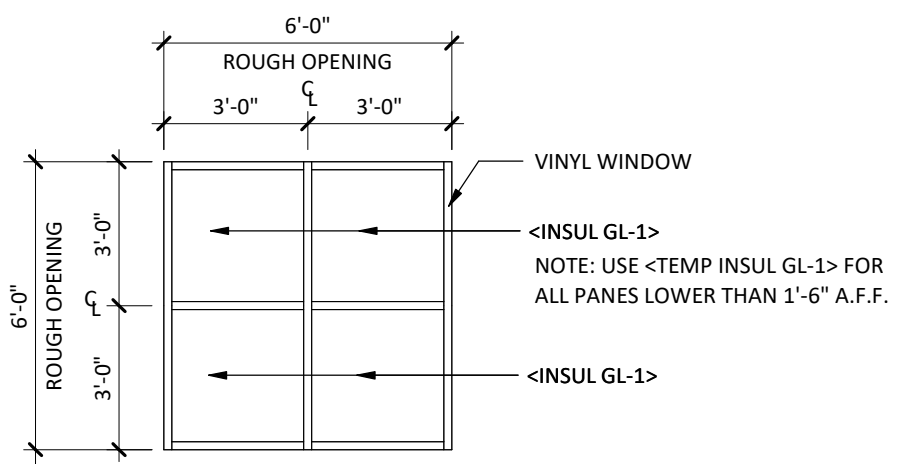 6'-0"
ROUGH OPENING
℄
3'-0" 3'-0"
VINYL WINDOW
<INSUL GL-1>
NOTE: USE <TEMP INSUL GL-1> FOR
ALL PANES LOWER THAN 1'-6" A.F.F.
<INSUL GL-1>
6'-0"
ROUGH OPENING
3'-0"
℄
3'-0"